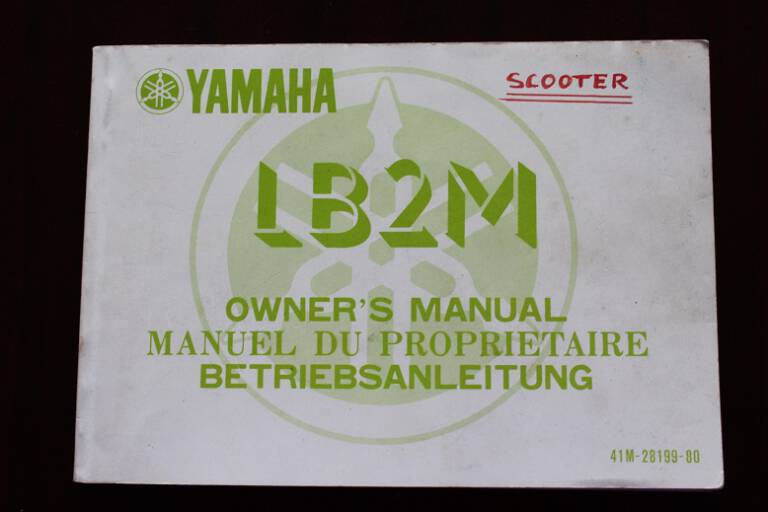 YAMAHA
SCOOTER
LB2M
OWNER'S MANUAL
MANUEL DU PROPRIETAIRE
BETRIEBSANLEITUNG
41M-28199-80